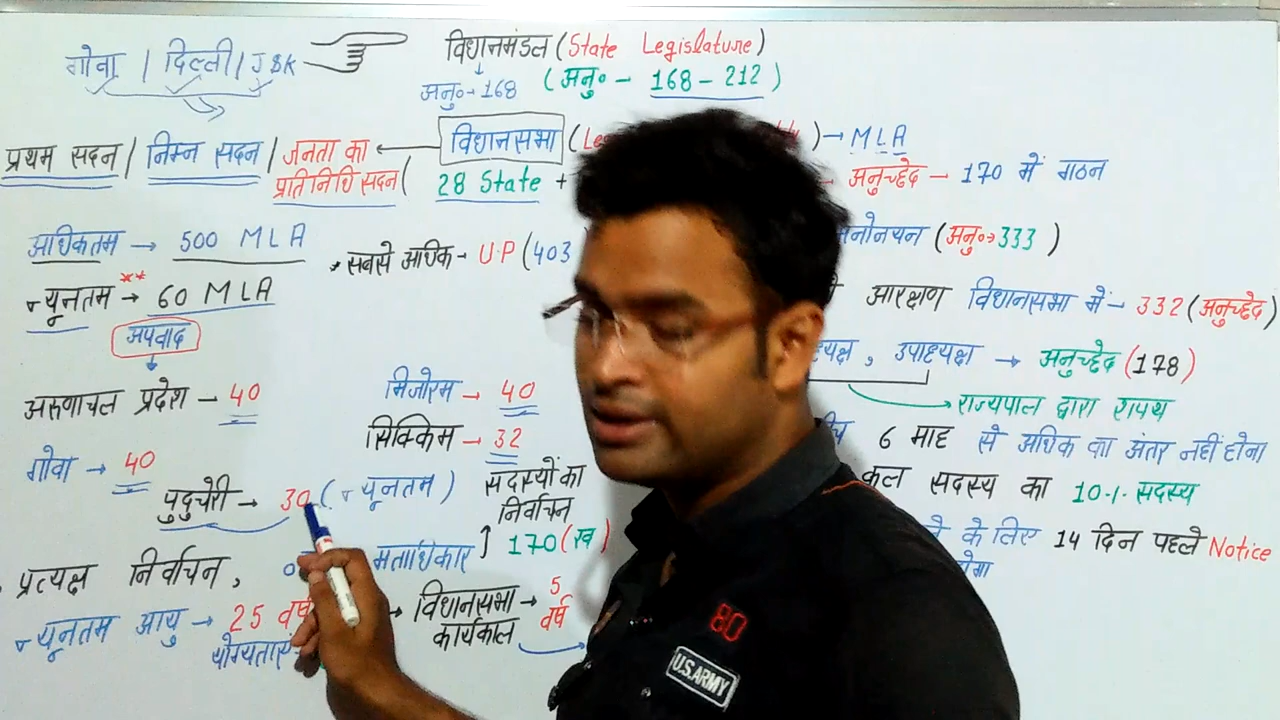 गोवा / दिल्ली / J&K
विधानमंडल (State Legislature)
अनु०→168 (अनु० - 168 - 212)
प्रथम सदन / निम्न सदन / जनता का प्रतिनिधि सदन (
विधानसभा ( ) → MLA
28 State +
अनुच्छेद - 170 में गठन
अधिकतम → 500 MLA
सबसे अधिक - U.P (403
(अनु०→333 )
न्यूनतम → 60 MLA
**
आरक्षण विधानसभा में - 332 (अनुच्छेद)
अपवाद
, उपाध्यक्ष → अनुच्छेद (178)
अरुणाचल प्रदेश - 40
मिजोरम → 40
राज्यपाल द्वारा शपथ
सिक्किम → 32
6 माह से अधिक का अंतर नहीं होना
गोवा → 40
पुदुचेरी → 30 (न्यूनतम)
सदस्यों का
निर्वाचन
170 (ख)
कुल सदस्य का 10% सदस्य
के लिए 14 दिन पहले Notice
प्रत्यक्ष निर्वाचन, मताधिकार ]
न्यूनतम आयु → 25 वर्ष
योग्यताएं
→ विधानसभा → 5 वर्ष
कार्यकाल
80
U.S.ARMY